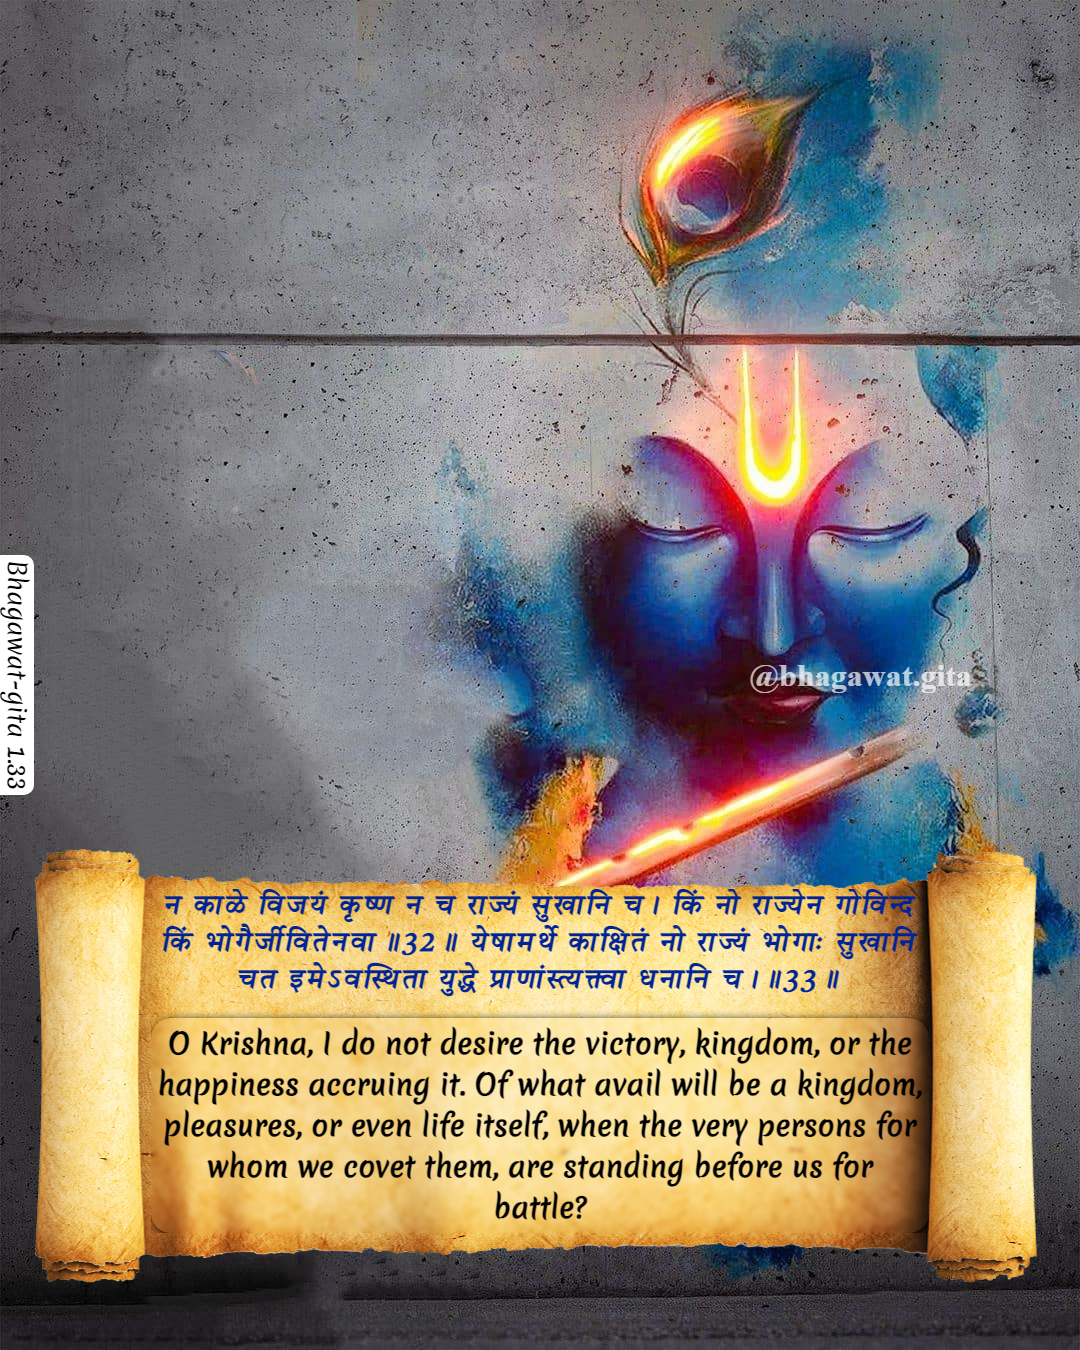 Bhagawat-gita 1.33
@bhagawat.gita
न काळे विजयं कृष्ण न च राज्यं सुखानि च। किं नो राज्येन गोविन्द
किं भोगैर्जीवितेनवा॥32॥ येषामर्थे काक्षितं नो राज्यं भोगाः सुखानि
चत इमेऽवस्थिता युद्धे प्राणांस्त्यक्त्तवा धनानि च।॥33॥
O Krishna, I do not desire the victory, kingdom, or the
happiness accruing it. Of what avail will be a kingdom,
pleasures, or even life itself, when the very persons for
whom we covet them, are standing before us for
battle?